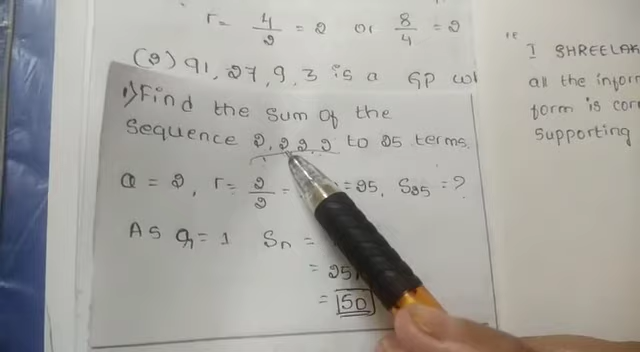 r = 4/2 = 2 or 8/4 = 2
(2) 91, 27, 9, 3 is a GP
1) Find the sum of the
sequence 2, 2 2, 2 to 25 terms.
a = 2, r = 2/2 = = 25, S25 = ?
As r = 1 Sn =
= 25
= 50
"
I SHREELAK
all the inform
form is cor
supporting